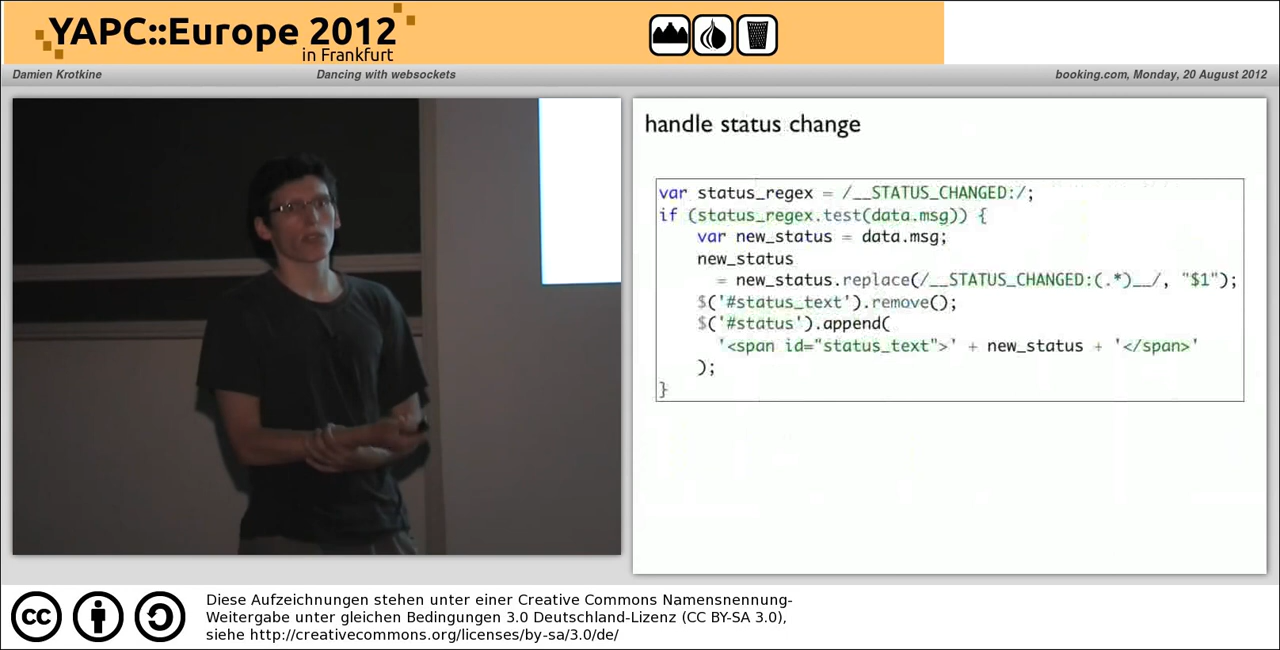 YAPC::Europe 2012
in Frankfurt
Damien Krotkine
Dancing with websockets
booking.com, Monday, 20 August 2012
handle status change
var status_regex = /__STATUS_CHANGED:/;
if (status_regex.test(data.msg)) {
var new_status = data.msg;
new_status
= new_status.replace(/__STATUS_CHANGED:(.*)__/, "$1");
$('#status_text').remove();
$('#status').append(
'<span id="status_text">' + new_status + '</span>'
);
}
cc
Diese Aufzeichnungen stehen unter einer Creative Commons Namensnennung-
Weitergabe unter gleichen Bedingungen 3.0 Deutschland-Lizenz (CC BY-SA 3.0),
siehe http://creativecommons.org/licenses/by-sa/3.0/de/